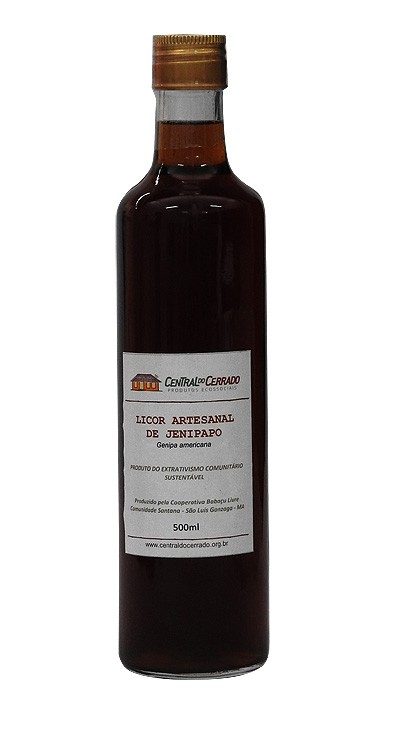 CENTRAL DO CERRADO
PRODUTOS ECOSSOCIAIS
LICOR ARTESANAL
DE JENIPAPO
Genipa americana
PRODUTO DO EXTRATIVISMO COMUNITÁRIO
SUSTENTÁVEL
Produzido pela Cooperativa Babaçu Livre
Comunidade Santana - São Luis Gonzaga - MA
500ml
www.centraldocerrado.org.br